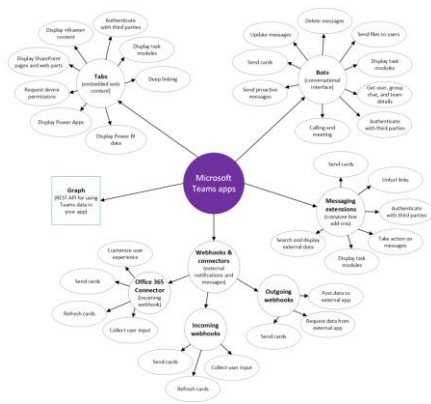 Authenticate
with third parties
Display <iframe>
content
Display task
modules
Display SharePoint
pages and web parts
Tabs
(embedded web
content)
Deep linking
Request device
permissions
Display Power Apps
Display Power BI
data
Delete messages
Update messages
Send files to users
Send cards
Bots
(conversational
interface)
Display task
modules
Send proactive
messages
Get user, group
chat, and team
details
Calling and
meeting
Authenticate
with third parties
Microsoft
Teams apps
Graph
(REST API for using
Teams data in
your app)
Send cards
Unfurl links
Messaging
extensions
(compose box
add-ons)
Authenticate
with third parties
Search and display
external data
Take action on
messages
Display task
modules
Webhooks &
connectors
(external
notifications and
messages)
Customize user
experience
Office 365
Connector
(incoming
webhook)
Send cards
Refresh cards
Collect user input
Outgoing
webhooks
Post data to
external app
Request data from
external app
Send cards
Incoming
webhooks
Send cards
Collect user input
Refresh cards